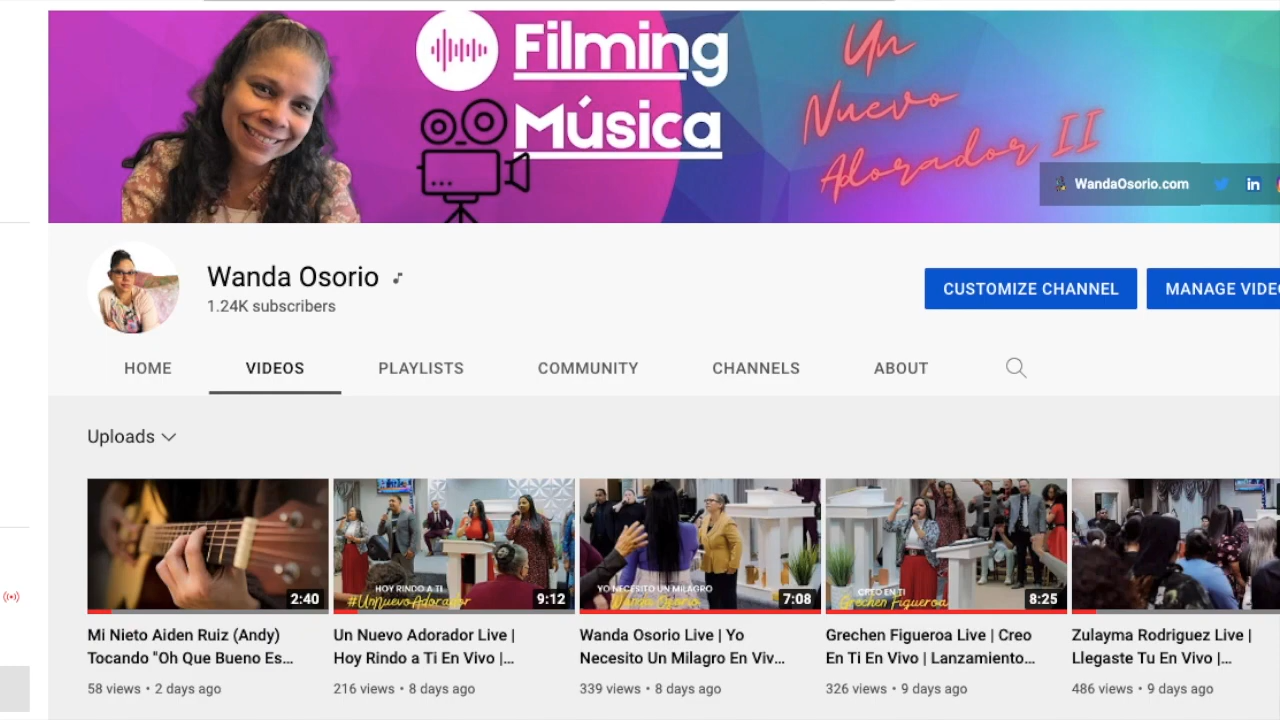 Filming
Música
Un
Nuevo
Adorador II
WandaOsorio.com
in
Wanda Osorio
1.24K subscribers
CUSTOMIZE CHANNEL
MANAGE VIDEO
HOME
VIDEOS
PLAYLISTS
COMMUNITY
CHANNELS
ABOUT
Uploads
2:40
HOY RINDO A TI
#UnNuevoAdorador
9:12
YO NECESITO UN MILAGRO
Wanda Osorio
7:08
CREO EN TI
Grechen Figueroa
8:25
Mi Nieto Aiden Ruiz (Andy)
Tocando "Oh Que Bueno Es...
58 views • 2 days ago
Un Nuevo Adorador Live |
Hoy Rindo a Ti En Vivo |...
216 views • 8 days ago
Wanda Osorio Live | Yo
Necesito Un Milagro En Viv...
339 views • 8 days ago
Grechen Figueroa Live | Creo
En Ti En Vivo | Lanzamiento...
326 views • 9 days ago
Zulayma Rodriguez Live |
Llegaste Tu En Vivo |...
486 views • 9 days ago